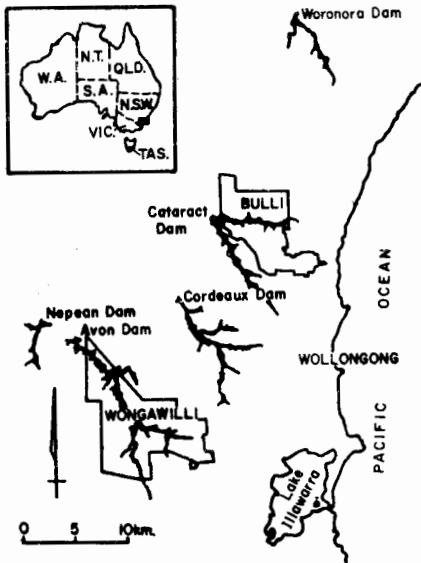 Woronora Dam
W.A.
N.T.
QLD.
S.A.
N.S.W.
VIC.
TAS.
BULLI
Cataract
Dam
OCEAN
Cordeaux Dam
Nepean Dam
Avon Dam
WOLLONGONG
WONGAWILLI
PACIFIC
Lake
Illawarra
0 5 10km.